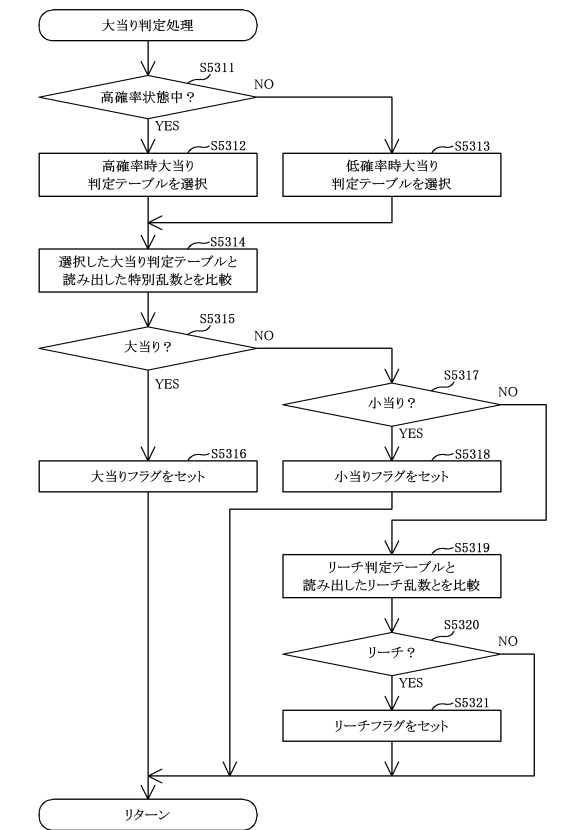 大当り判定処理
S5311
高確率状態中？
NO
YES
S5312
高確率時大当り
判定テーブルを選択
S5313
低確率時大当り
判定テーブルを選択
S5314
選択した大当り判定テーブルと
読み出した特別乱数とを比較
S5315
大当り？
NO
YES
S5317
小当り？
NO
YES
S5316
大当りフラグをセット
S5318
小当りフラグをセット
S5319
リーチ判定テーブルと
読み出したリーチ乱数とを比較
S5320
リーチ？
NO
YES
S5321
リーチフラグをセット
リターン